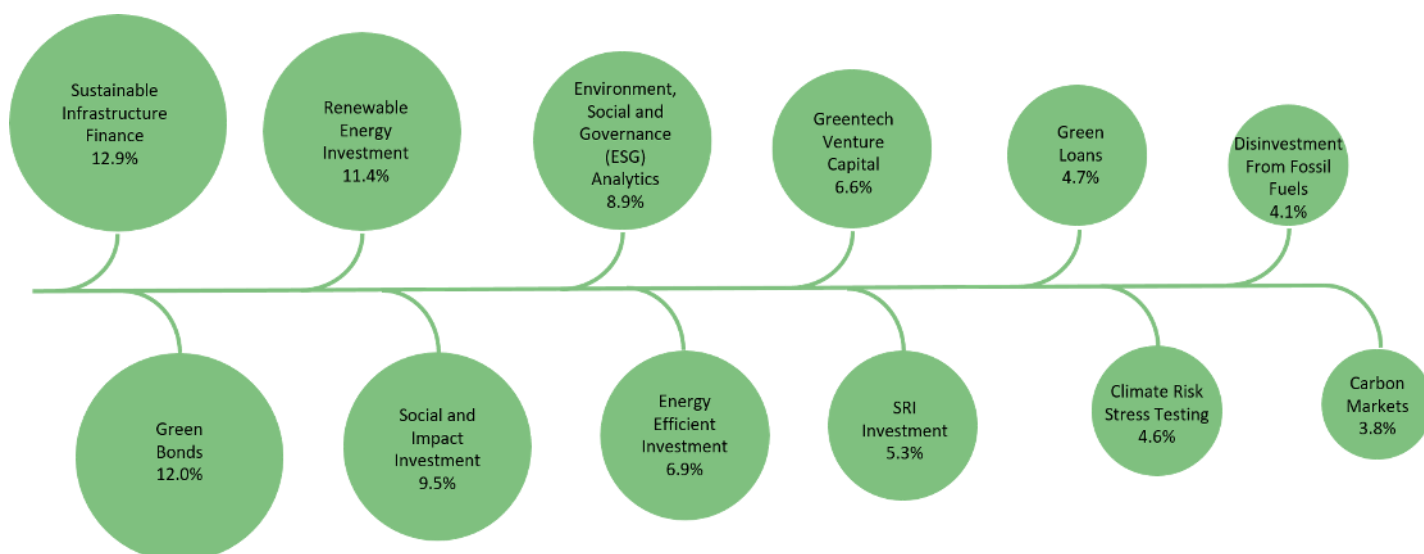 Sustainable
Infrastructure
Finance
12.9%
Renewable
Energy
Investment
11.4%
Environment,
Social and
Governance
(ESG)
Analytics
8.9%
Greentech
Venture
Capital
6.6%
Green
Loans
4.7%
Disinvestment
From Fossil
Fuels
4.1%
Green
Bonds
12.0%
Social and
Impact
Investment
9.5%
Energy
Efficient
Investment
6.9%
SRI
Investment
5.3%
Climate Risk
Stress Testing
4.6%
Carbon
Markets
3.8%